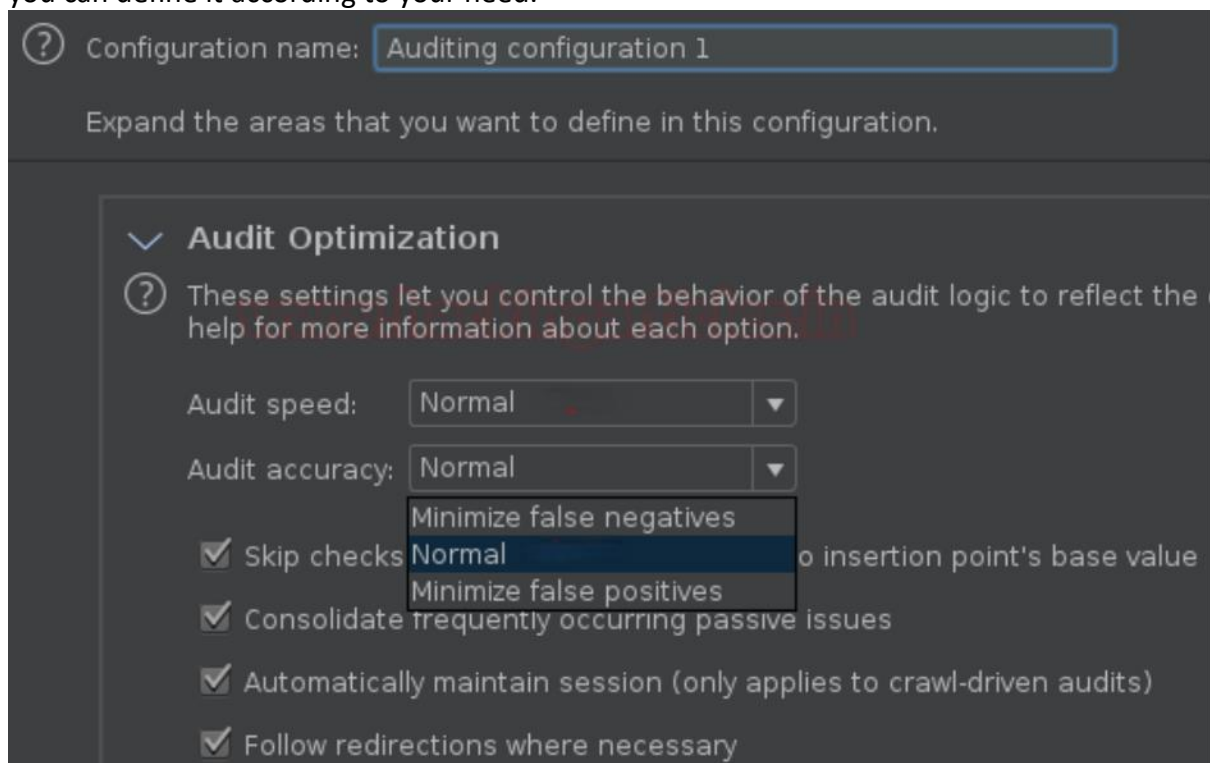 you can define it according to your need.
Configuration name: Auditing configuration 1
Expand the areas that you want to define in this configuration.
Audit Optimization
These settings let you control the behavior of the audit logic to reflect the
help for more information about each option.
Audit speed: Normal
Audit accuracy: Normal
Minimize false negatives
Skip checks Normal o insertion point's base value
Minimize false positives
Consolidate frequently occurring passive issues
Automatically maintain session (only applies to crawl-driven audits)
Follow redirections where necessary